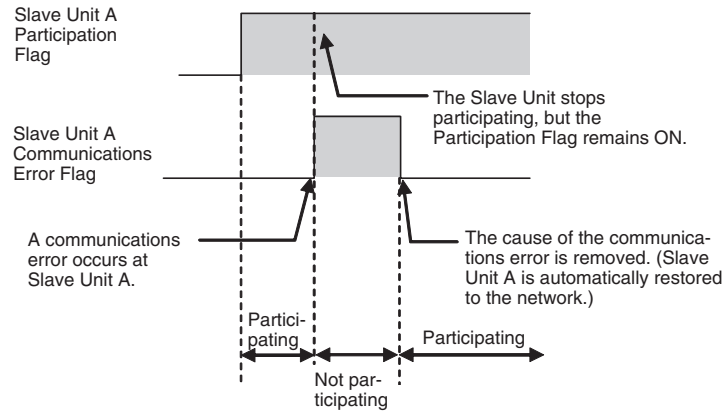 Slave Unit A
Participation
Flag
The Slave Unit stops
participating, but the
Participation Flag remains ON.
Slave Unit A
Communications
Error Flag
A communications
error occurs at
Slave Unit A.
The cause of the communica-
tions error is removed. (Slave
Unit A is automatically restored
to the network.)
Partici-
pating
Not par-
ticipating
Participating